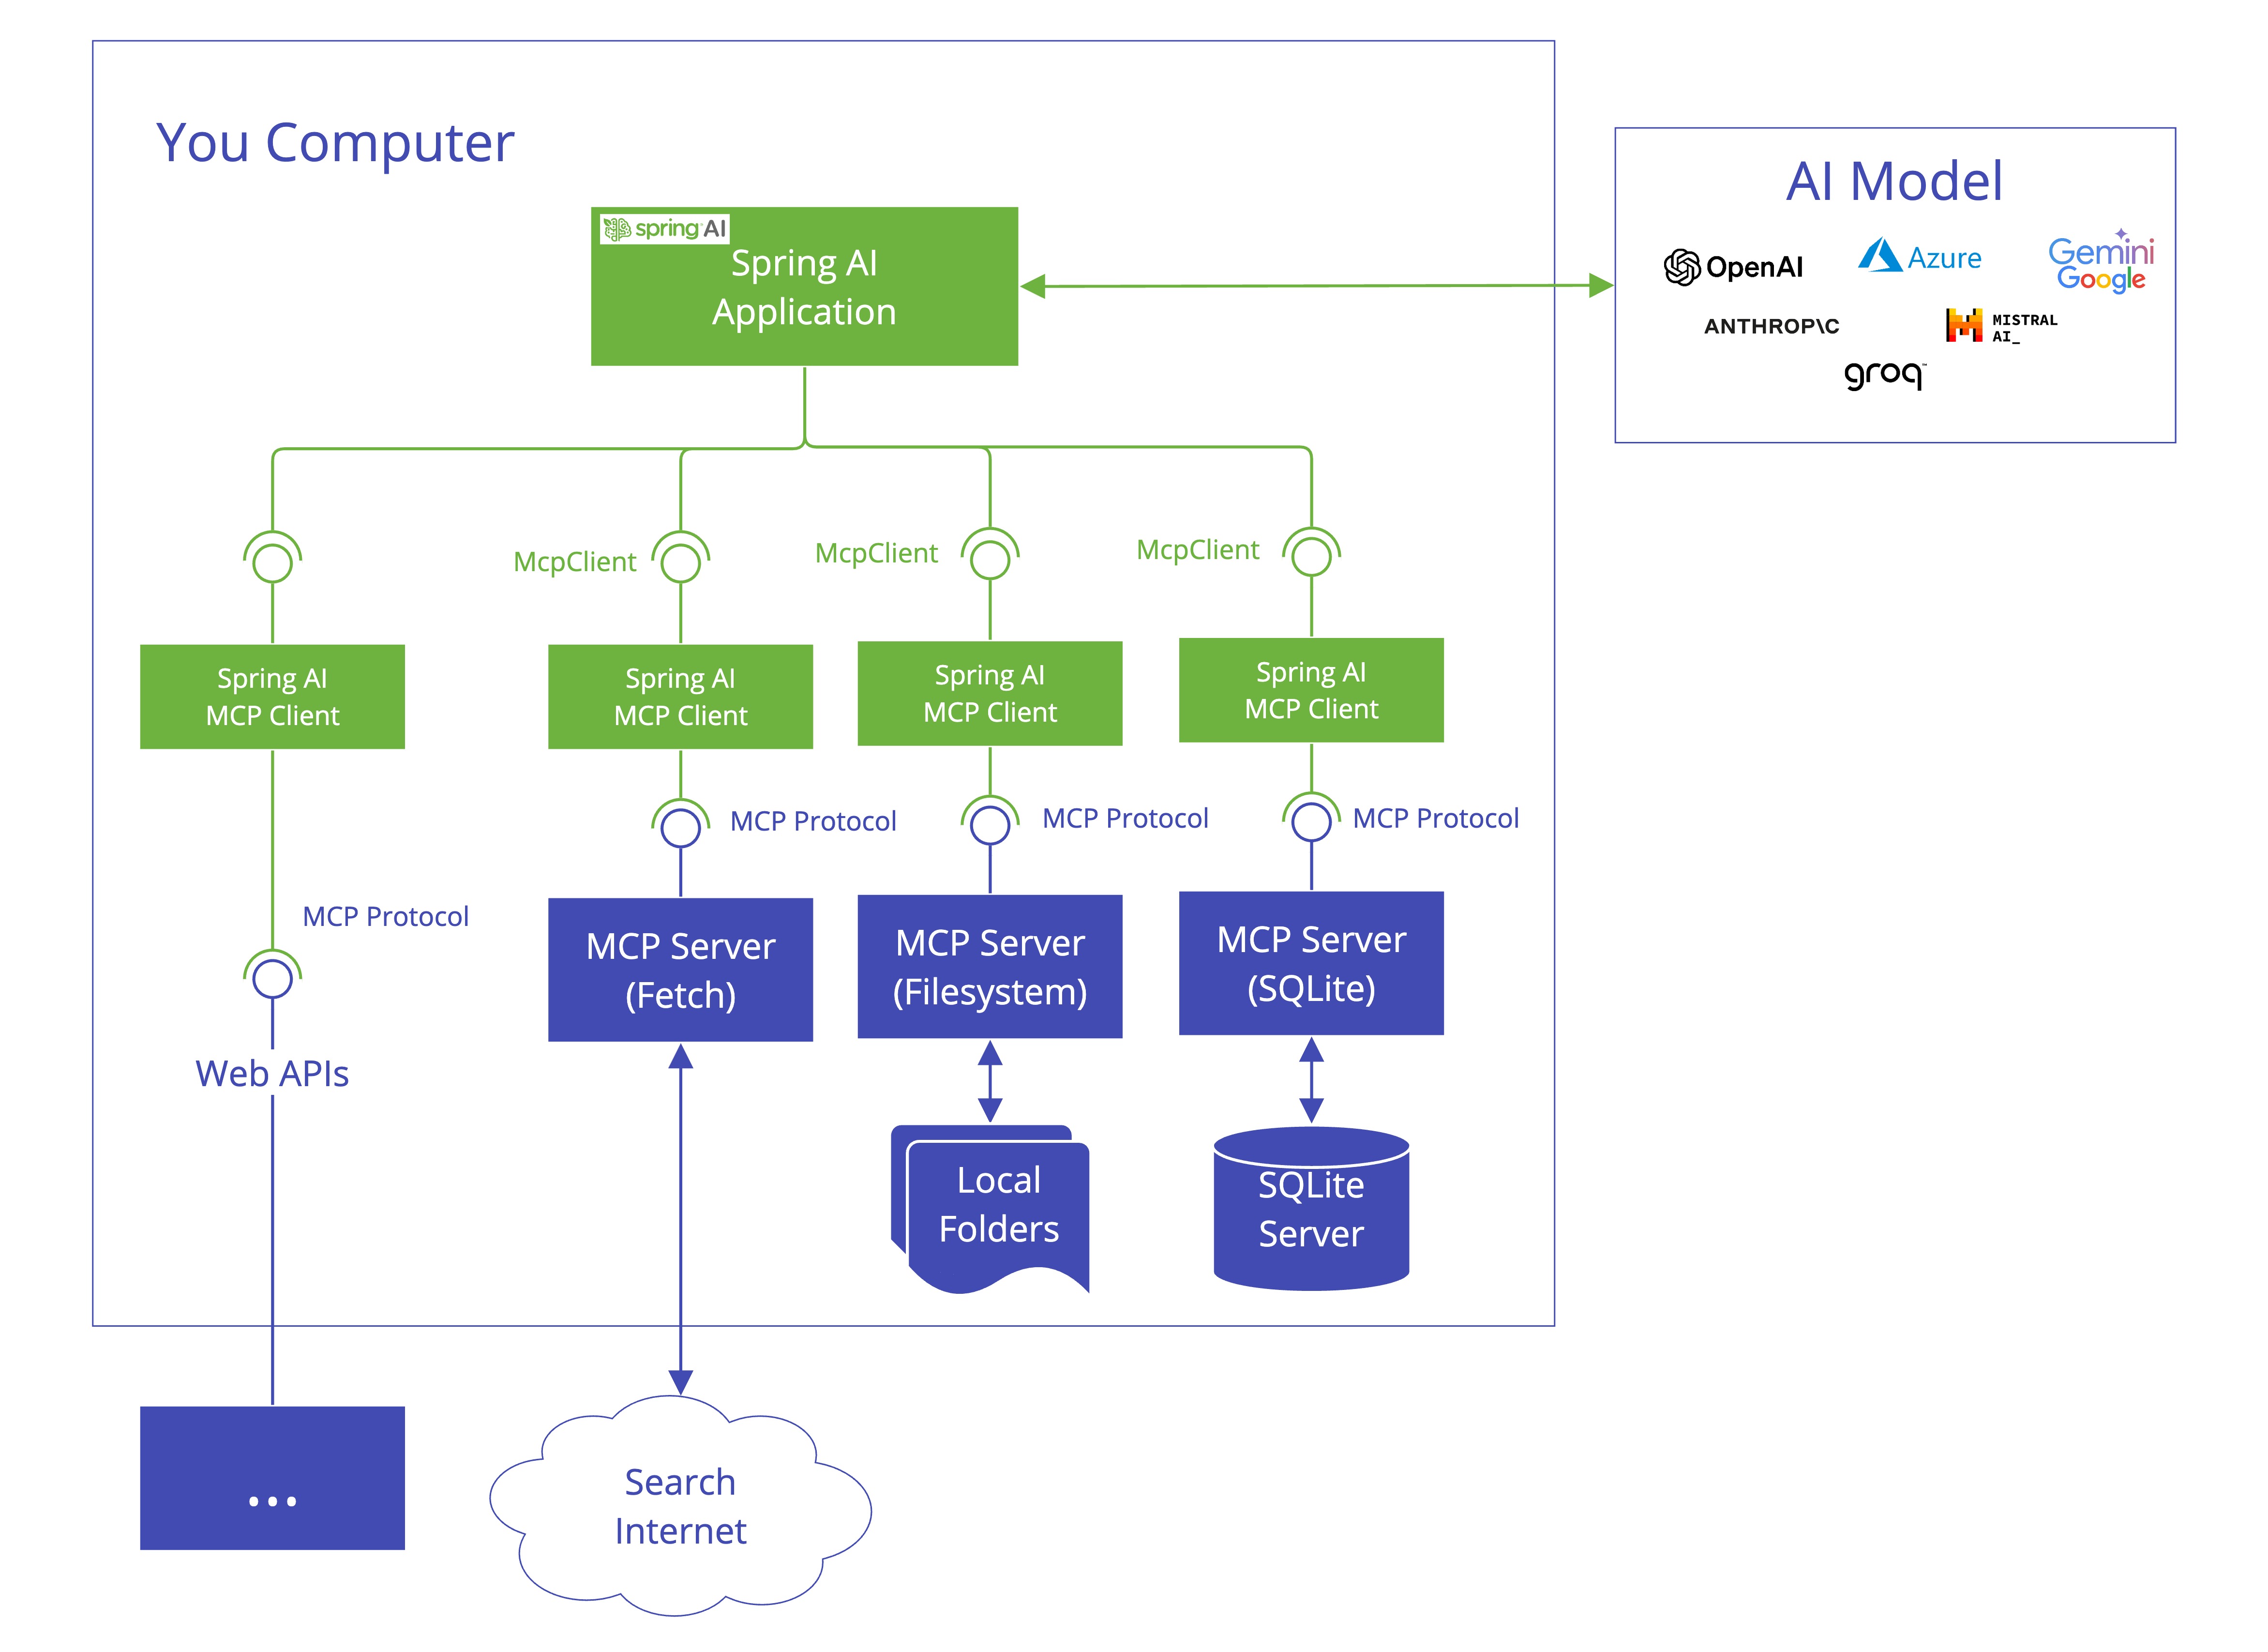 You Computer
spring AI
Spring AI
Application
AI Model
OpenAI
Azure
Gemini
Google
ANTHROP\C
MISTRAL
AI_
groq™
McpClient
McpClient
McpClient
Spring AI
MCP Client
Spring AI
MCP Client
Spring AI
MCP Client
Spring AI
MCP Client
MCP Protocol
MCP Protocol
MCP Protocol
MCP Protocol
MCP Server
(Fetch)
MCP Server
(Filesystem)
MCP Server
(SQLite)
Web APIs
Local
Folders
SQLite
Server
...
Search
Internet